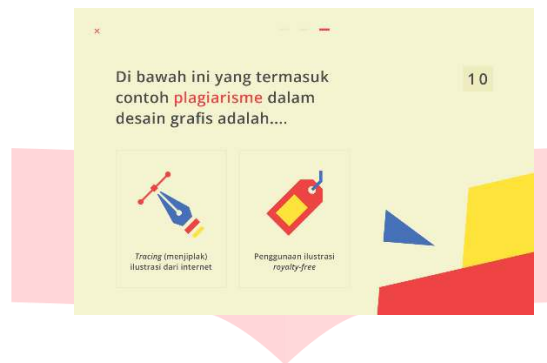 ×
Di bawah ini yang termasuk
contoh plagiarisme dalam
desain grafis adalah....
10
Tracing (menjiplak)
ilustrasi dari internet
Penggunaan ilustrasi
royalty-free